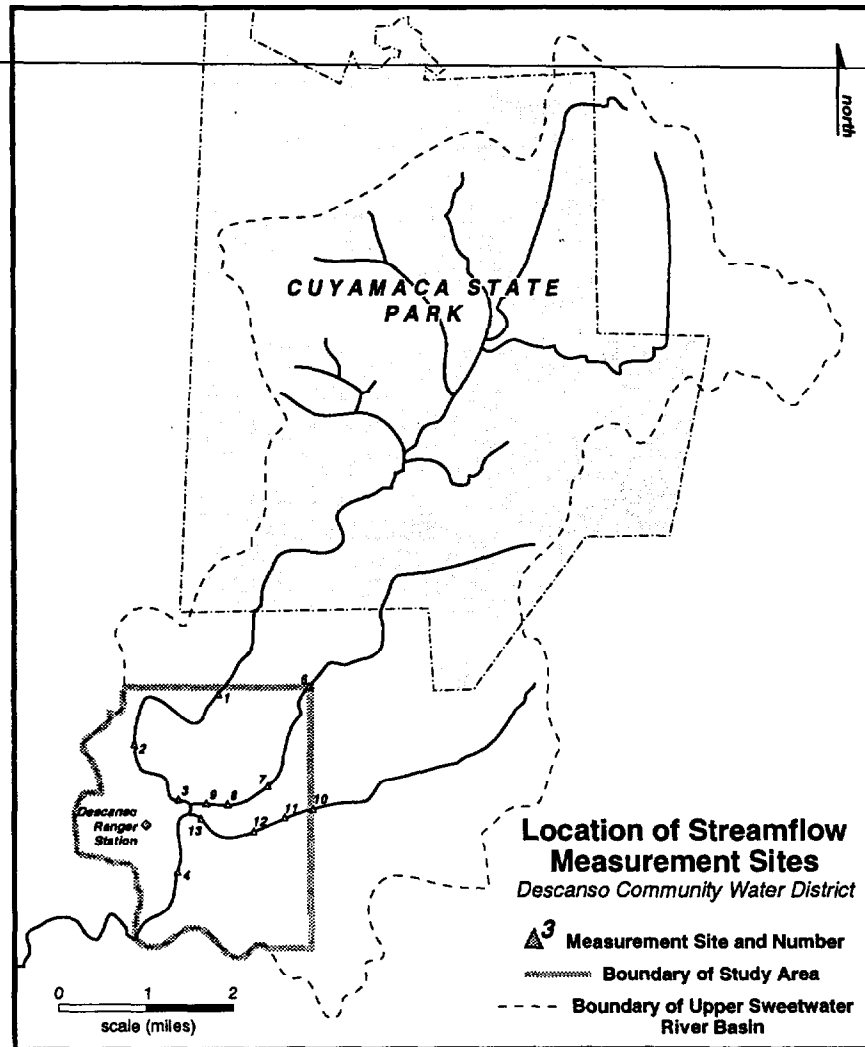 north
CUYAMACA STATE
PARK
6
1
2
7
3
9
8
10
11
13
12
Descanso
Ranger
Station
4
Location of Streamflow
Measurement Sites
Descanso Community Water District
3 Measurement Site and Number
Boundary of Study Area
Boundary of Upper Sweetwater
River Basin
0 1 2
scale (miles)